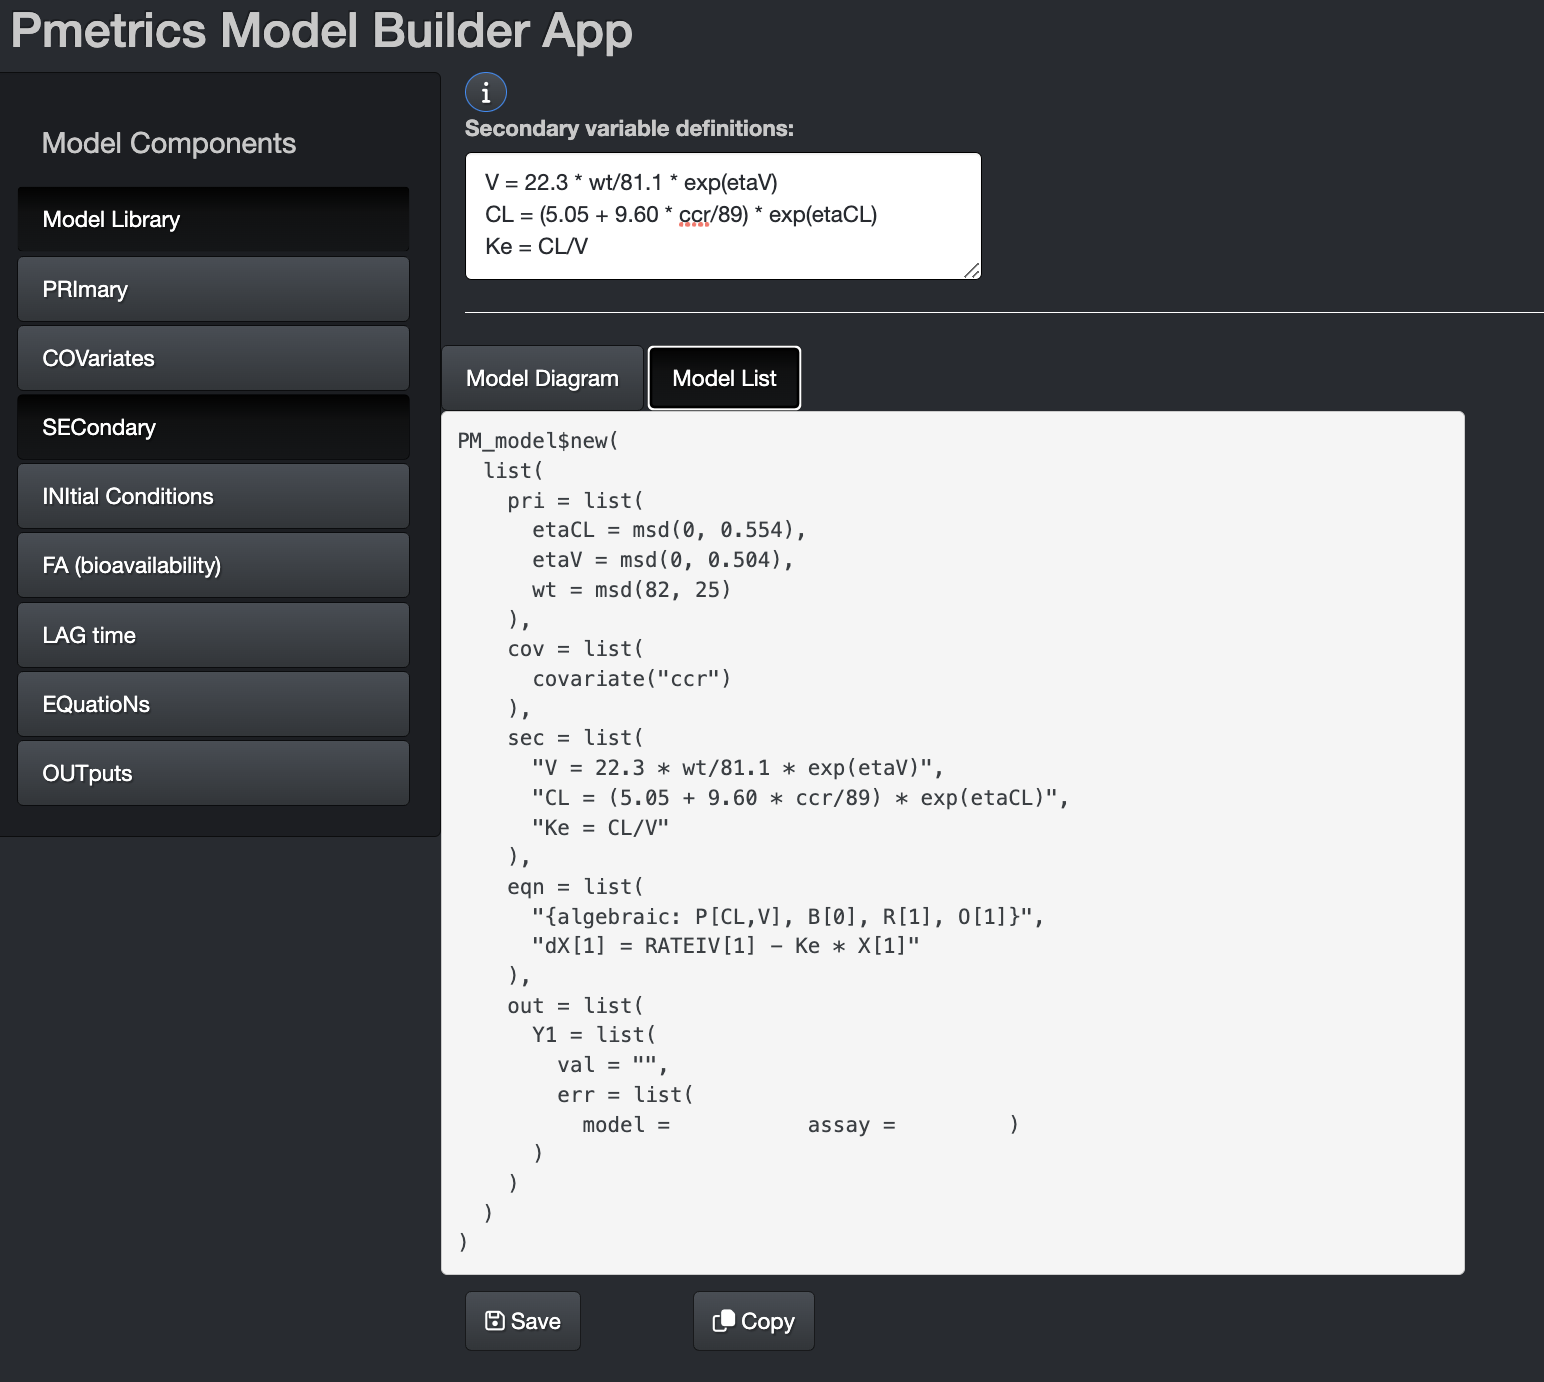 Pmetrics Model Builder App
Model Components
Model Library
PRImary
COVariates
SECondary
INItial Conditions
FA (bioavailability)
LAG time
EQuatioNs
OUTputs
i
Secondary variable definitions:
V = 22.3 * wt/81.1 * exp(etaV)
CL = (5.05 + 9.60 * ccr/89) * exp(etaCL)
Ke = CL/V
Model Diagram
Model List
PM_model$new(
  list(
    pri = list(
      etaCL = msd(0, 0.554),
      etaV = msd(0, 0.504),
      wt = msd(82, 25)
    ),
    cov = list(
      covariate("ccr")
    ),
    sec = list(
      "V = 22.3 * wt/81.1 * exp(etaV)",
      "CL = (5.05 + 9.60 * ccr/89) * exp(etaCL)",
      "Ke = CL/V"
    ),
    eqn = list(
      "{algebraic: P[CL,V], B[0], R[1], O[1]}",
      "dX[1] = RATEIV[1] − Ke * X[1]"
    ),
    out = list(
      Y1 = list(
        val = "",
        err = list(
          model =           assay =         )
      )
    )
  )
)
Save
Copy